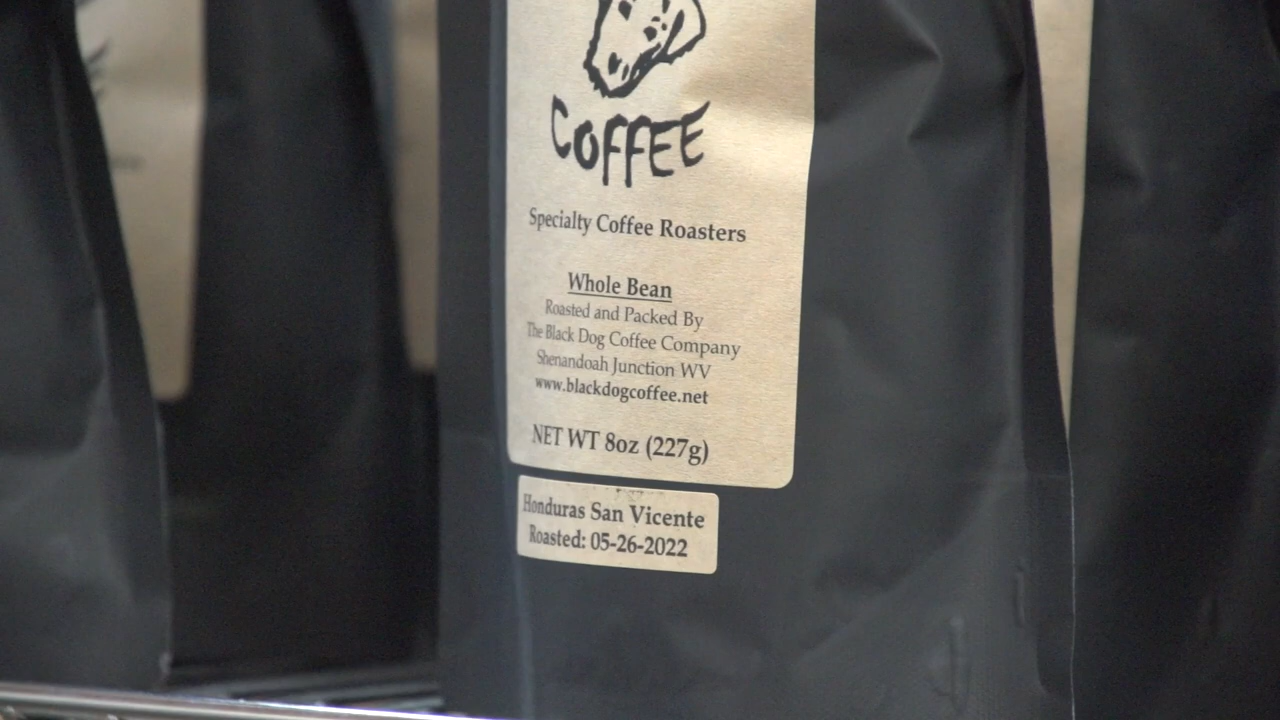 COFFEE
Specialty Coffee Roasters
Whole Bean
Roasted and Packed By
The Black Dog Coffee Company
Shenandoah Junction WV
www.blackdogcoffee.net
NET WT 8oz (227g)
Honduras San Vicente
Roasted: 05-26-2022